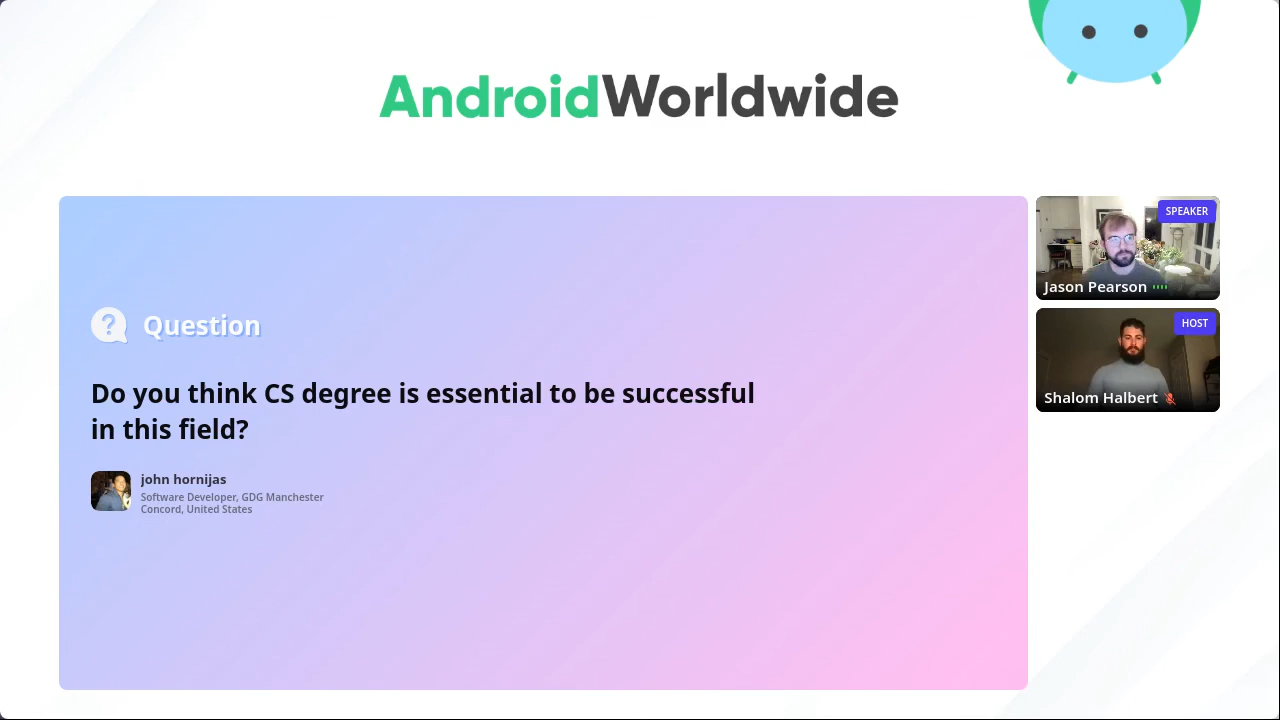 AndroidWorldwide
Question
Do you think CS degree is essential to be successful
in this field?
john hornijas
Software Developer, GDG Manchester
Concord, United States
SPEAKER
Jason Pearson
HOST
Shalom Halbert